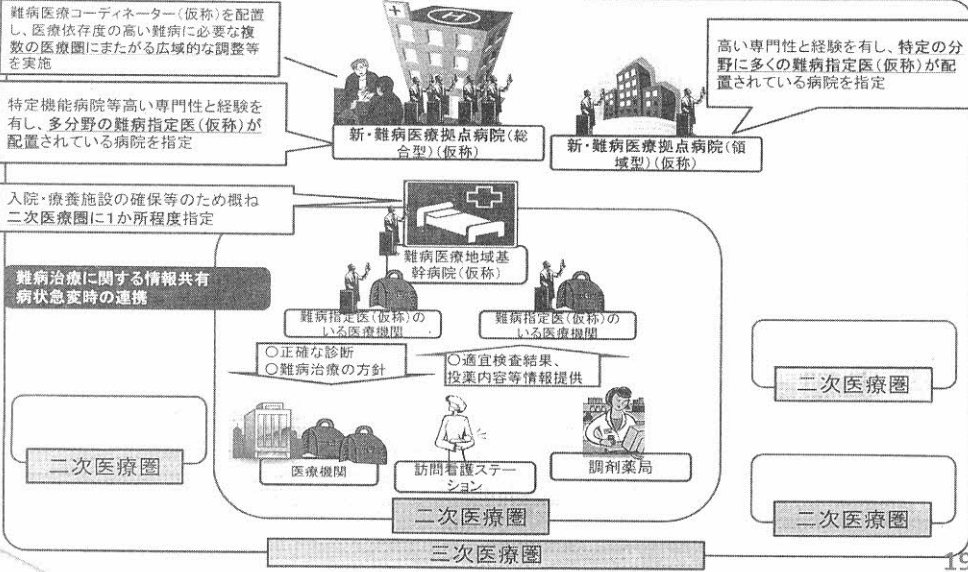 難病医療コーディネーター(仮称)を配置
し、医療依存度の高い難病に必要な複
数の医療圏にまたがる広域的な調整等
を実施
高い専門性と経験を有し、特定の分
野に多くの難病指定医(仮称)が配
置されている病院を指定
特定機能病院等高い専門性と経験を
有し、多分野の難病指定医(仮称)が
配置されている病院を指定
H
新・難病医療拠点病院(総
合型)(仮称)
新・難病医療拠点病院(領
域型)(仮称)
入院・療養施設の確保等のため概ね
二次医療圏に1か所程度指定
難病医療地域基
幹病院(仮称)
難病治療に関する情報共有
病状急変時の連携
難病指定医(仮称)の
いる医療機関
難病指定医(仮称)の
いる医療機関
○正確な診断
○難病治療の方針
○適宜検査結果、
投薬内容等情報提供
二次医療圏
医療機関
訪問看護ステー
ション
調剤薬局
二次医療圏
二次医療圏
二次医療圏
三次医療圏
19